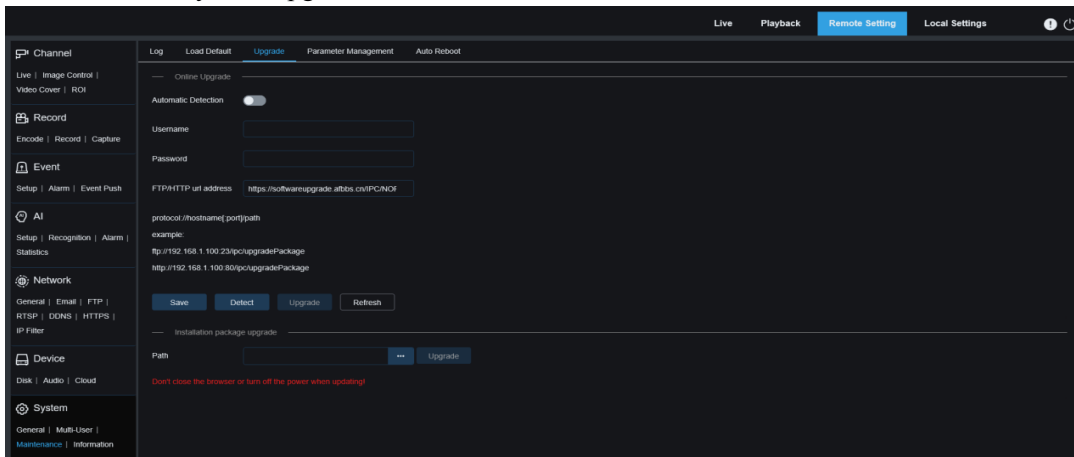 Live Playback Remote Setting Local Settings
Channel
Live | Image Control |
Video Cover | ROI
Record
Encode | Record | Capture
Event
Setup | Alarm | Event Push
AI
Setup | Recognition | Alarm |
Statistics
Network
General | Email | FTP |
RTSP | DDNS | HTTPS |
IP Filter
Device
Disk | Audio | Cloud
System
General | Multi-User |
Maintenance | Information
Log Load Default Upgrade Parameter Management Auto Reboot
Online Upgrade
Automatic Detection
Username
Password
FTP/HTTP url address https://softwareupgrade.afbbs.cn/IPC/NOF
protocol://hostname[:port]/path
example:
ftp://192.168.1.100:23/ipc/upgradePackage
http://192.168.1.100:80/ipc/upgradePackage
Save Detect Upgrade Refresh
Installation package upgrade
Path ••• Upgrade
Don't close the browser or turn off the power when updating!